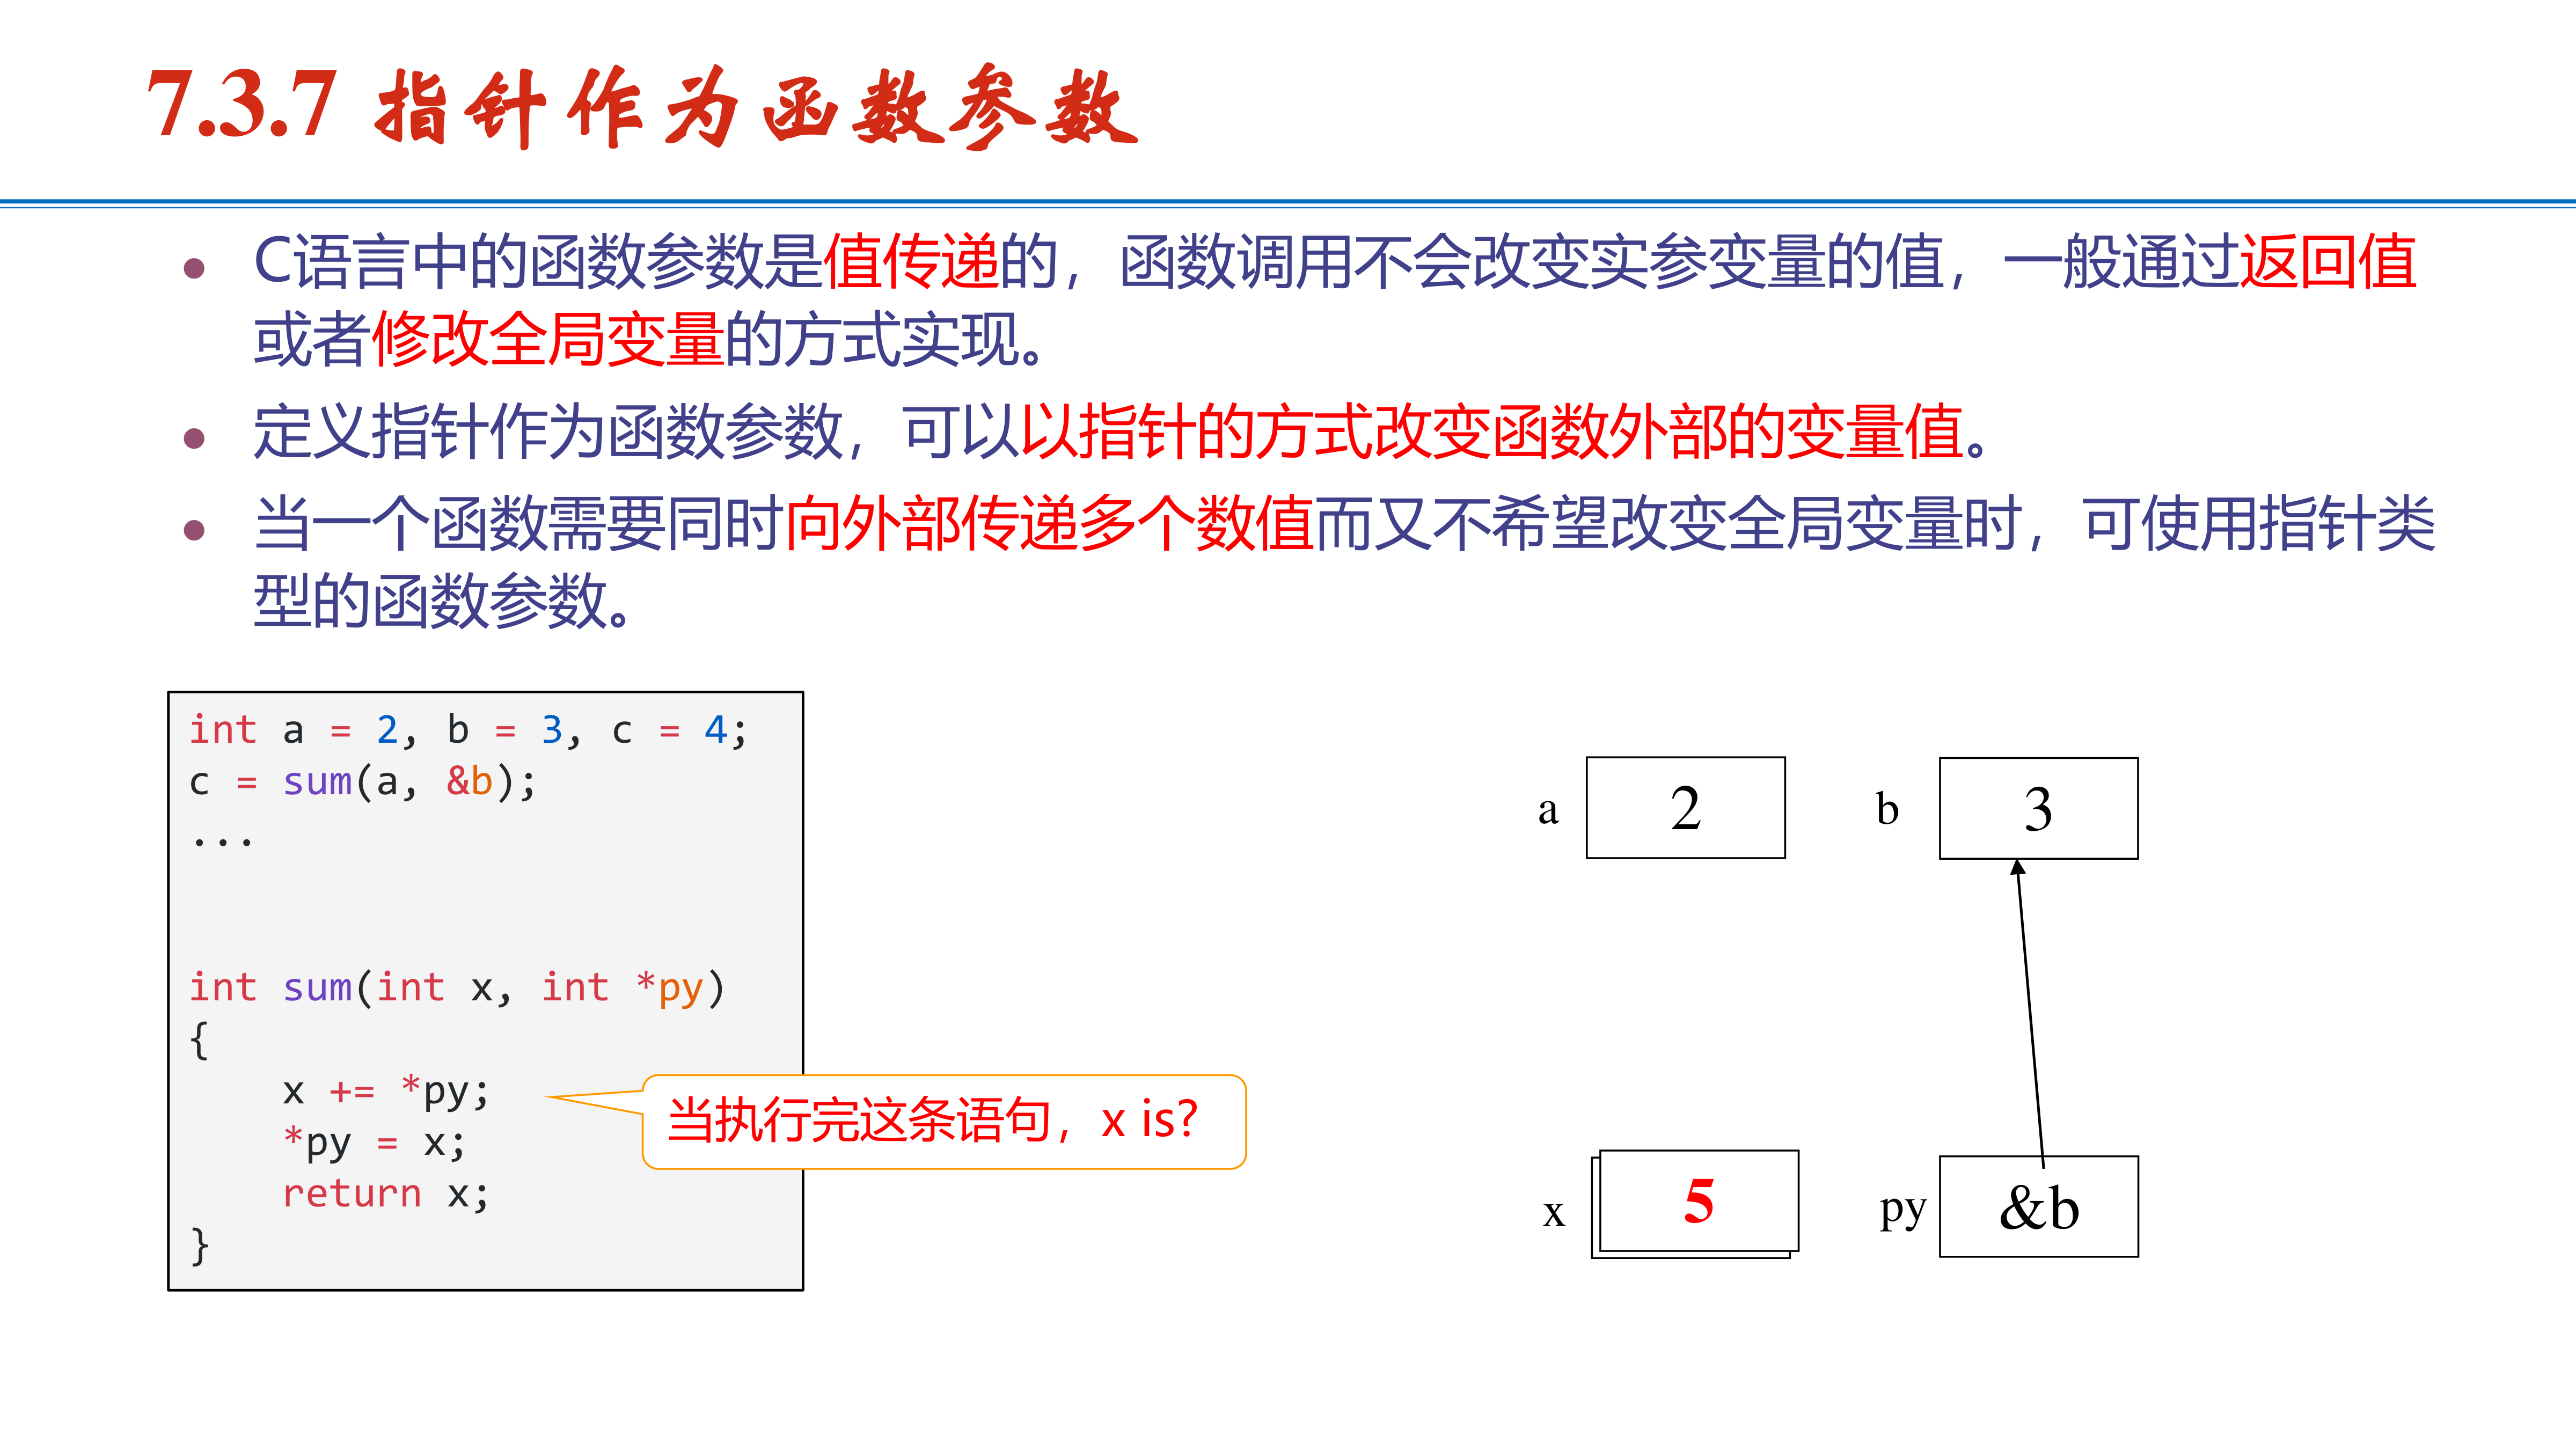 7.3.7 指针作为函数参数
• C语言中的函数参数是值传递的，函数调用不会改变实参变量的值，一般通过返回值
或者修改全局变量的方式实现。
• 定义指针作为函数参数，可以以指针的方式改变函数外部的变量值。
• 当一个函数需要同时向外部传递多个数值而又不希望改变全局变量时，可使用指针类
型的函数参数。
int a = 2, b = 3, c = 4;
c = sum(a, &b);
...
int sum(int x, int *py)
{
    x += *py;
    *py = x;
    return x;
}
当执行完这条语句，x is?
a 2 b 3
x 5 py &b